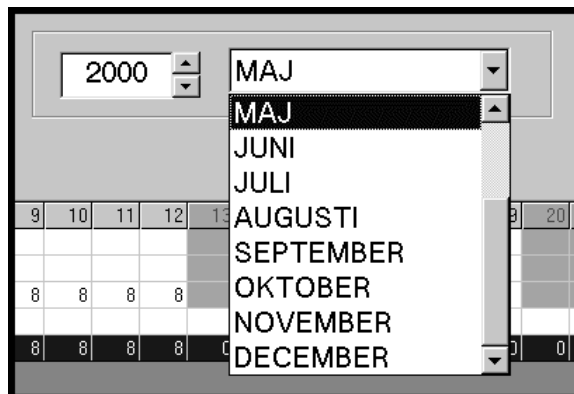 2000 MAJ
MAJ
JUNI
JULI
9 10 11 12 13 AUGUSTI 20
SEPTEMBER
8 8 8 8 OKTOBER
NOVEMBER
8 8 8 8 DECEMBER 0